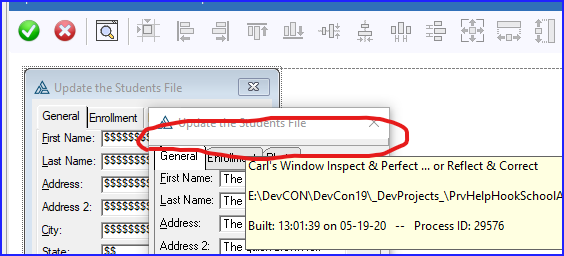 Update the Students File
General Enrollment
First Name: $$$$$$$$
Last Name: $$$$$$$
Address: $$$$$$$
Address 2: $$$$$$$
City: $$$$$$$
State: $$
Update the Students File
General
First Name: The
Last Name: The
Address: The
Address 2: The
Carl's Window Inspect & Perfect ... or Reflect & Correct
E:\DevCON\DevCon19\_DevProjects_\PrvHelpHookSchoolA
Built: 13:01:39 on 05-19-20 -- Process ID: 29576